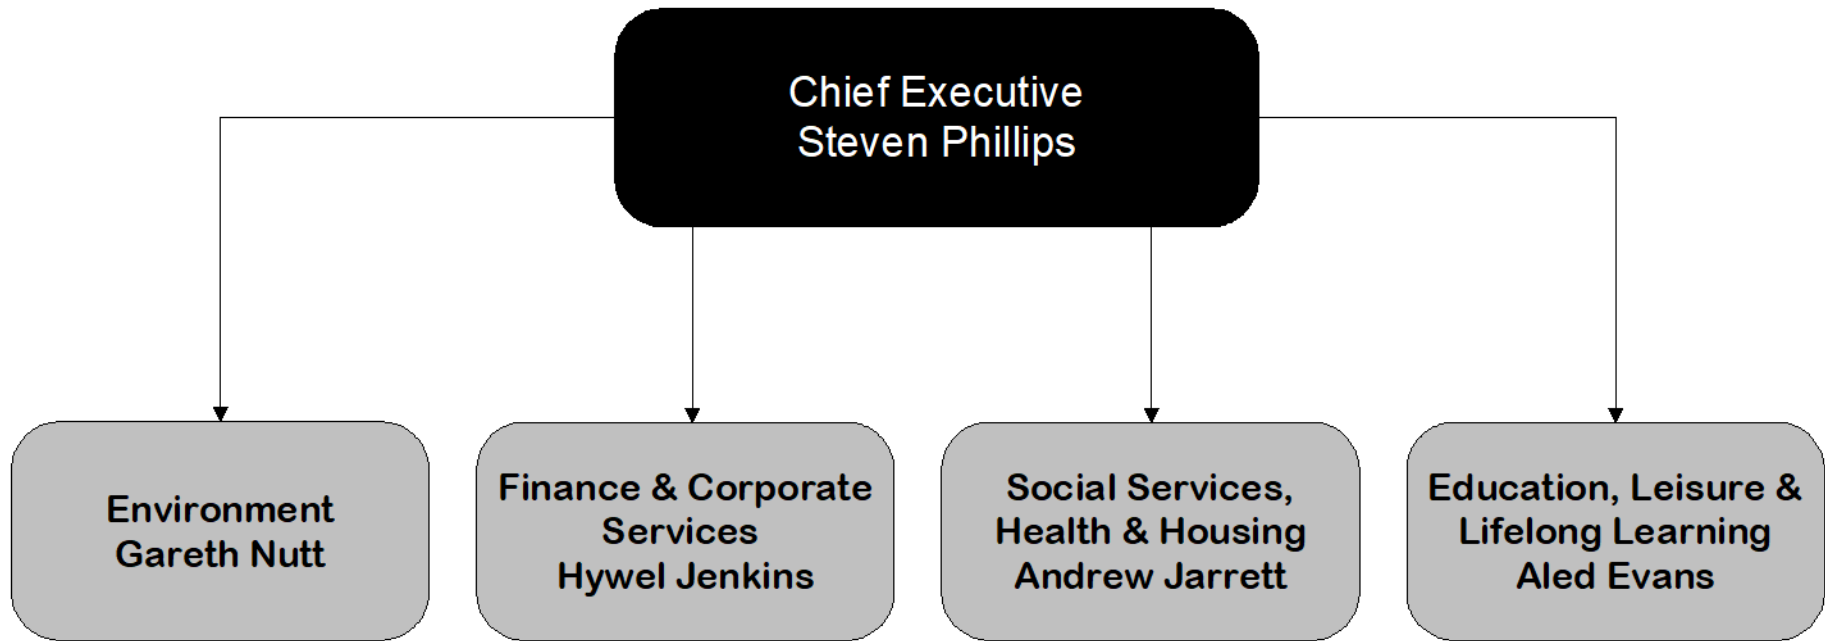 Chief Executive
Steven Phillips
Environment
Gareth Nutt
Finance & Corporate
Services
Hywel Jenkins
Social Services,
Health & Housing
Andrew Jarrett
Education, Leisure &
Lifelong Learning
Aled Evans